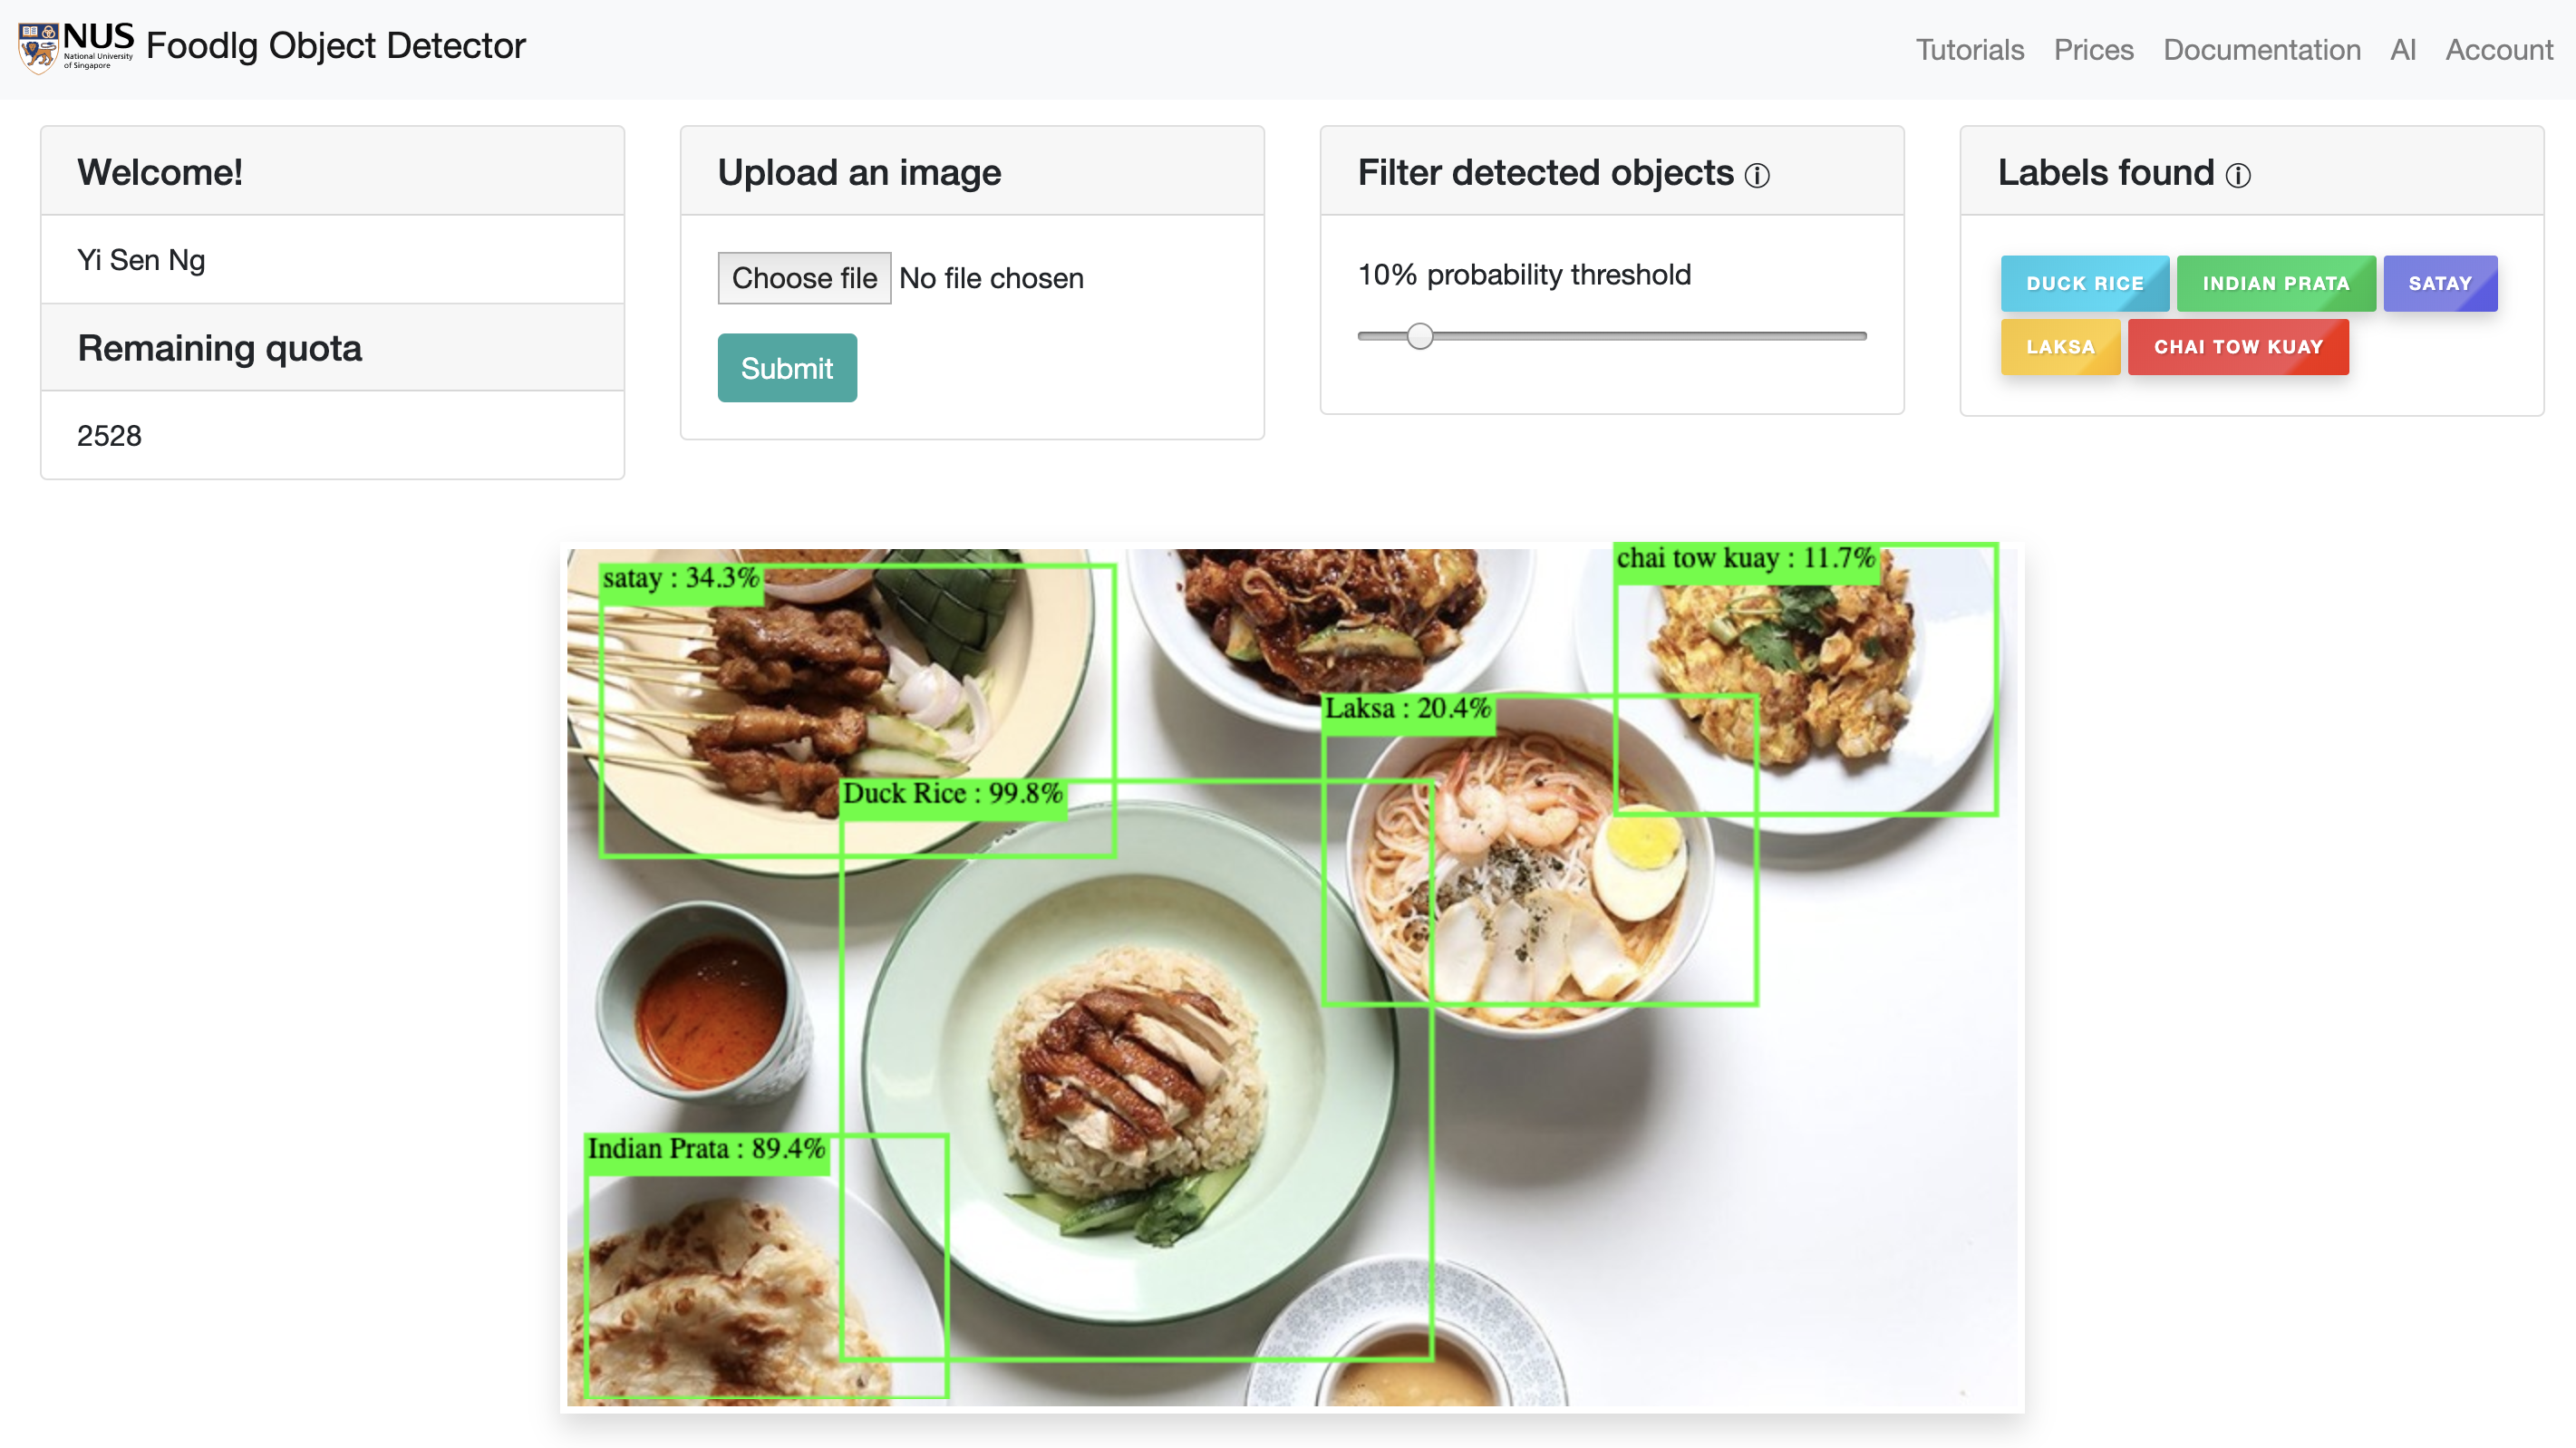 NUS
National University
of Singapore
Foodlg Object Detector
Tutorials Prices Documentation AI Account
Welcome!
Yi Sen Ng
Remaining quota
2528
Upload an image
Choose file No file chosen
Submit
Filter detected objects ⓘ
10% probability threshold
Labels found ⓘ
DUCK RICE INDIAN PRATA SATAY
LAKSA CHAI TOW KUAY
chai tow kuay : 11.7%
satay : 34.3%
Laksa : 20.4%
Duck Rice : 99.8%
Indian Prata : 89.4%